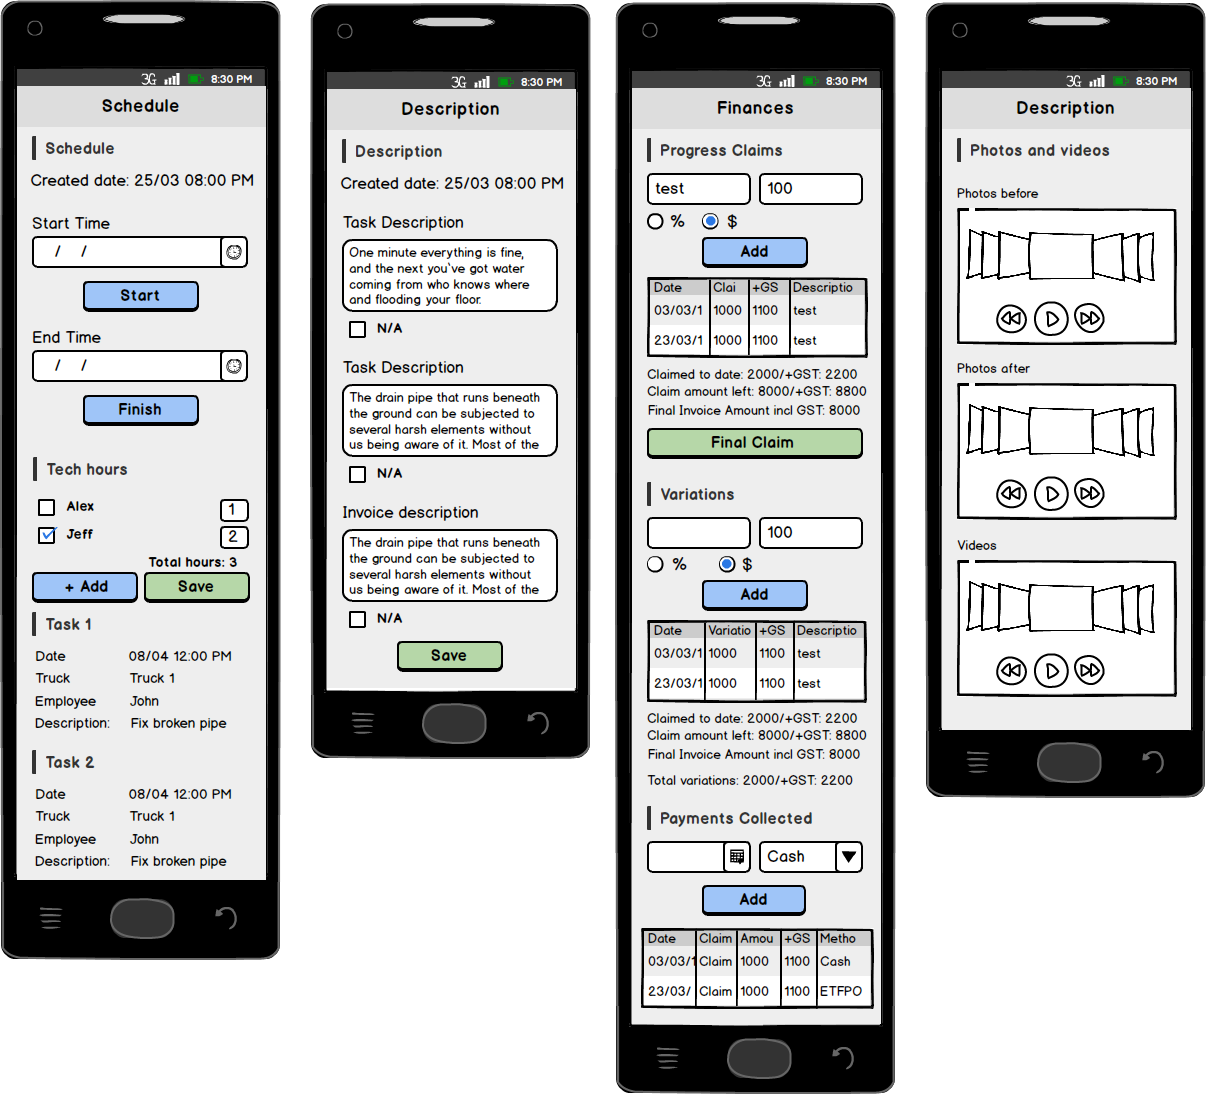 3G 8:30 PM
Schedule
Schedule
Created date: 25/03 08:00 PM
Start Time
/ /
Start
End Time
/ /
Finish
Tech hours
Alex 1
Jeff 2
Total hours: 3
+ Add Save
Task 1
Date 08/04 12:00 PM
Truck Truck 1
Employee John
Description: Fix broken pipe
Task 2
Date 08/04 12:00 PM
Truck Truck 1
Employee John
Description: Fix broken pipe
3G 8:30 PM
Description
Description
Created date: 25/03 08:00 PM
Task Description
One minute everything is fine,
and the next you`ve got water
coming from who knows where
and flooding your floor.
N/A
Task Description
The drain pipe that runs beneath
the ground can be subjected to
several harsh elements without
us being aware of it. Most of the
N/A
Invoice description
The drain pipe that runs beneath
the ground can be subjected to
several harsh elements without
us being aware of it. Most of the
N/A
Save
3G 8:30 PM
Finances
Progress Claims
test 100
% $
Add
Date Clai +GS Descriptio
03/03/1 1000 1100 test
23/03/1 1000 1100 test
Claimed to date: 2000/+GST: 2200
Claim amount left: 8000/+GST: 8800
Final Invoice Amount incl GST: 8000
Final Claim
Variations
100
% $
Add
Date Variatio +GS Descriptio
03/03/1 1000 1100 test
23/03/1 1000 1100 test
Claimed to date: 2000/+GST: 2200
Claim amount left: 8000/+GST: 8800
Final Invoice Amount incl GST: 8000
Total variations: 2000/+GST: 2200
Payments Collected
Cash
Add
Date Claim Amou +GS Metho
03/03/1 Claim 1000 1100 Cash
23/03/ Claim 1000 1100 ETFPO
3G 8:30 PM
Description
Photos and videos
Photos before
Photos after
Videos